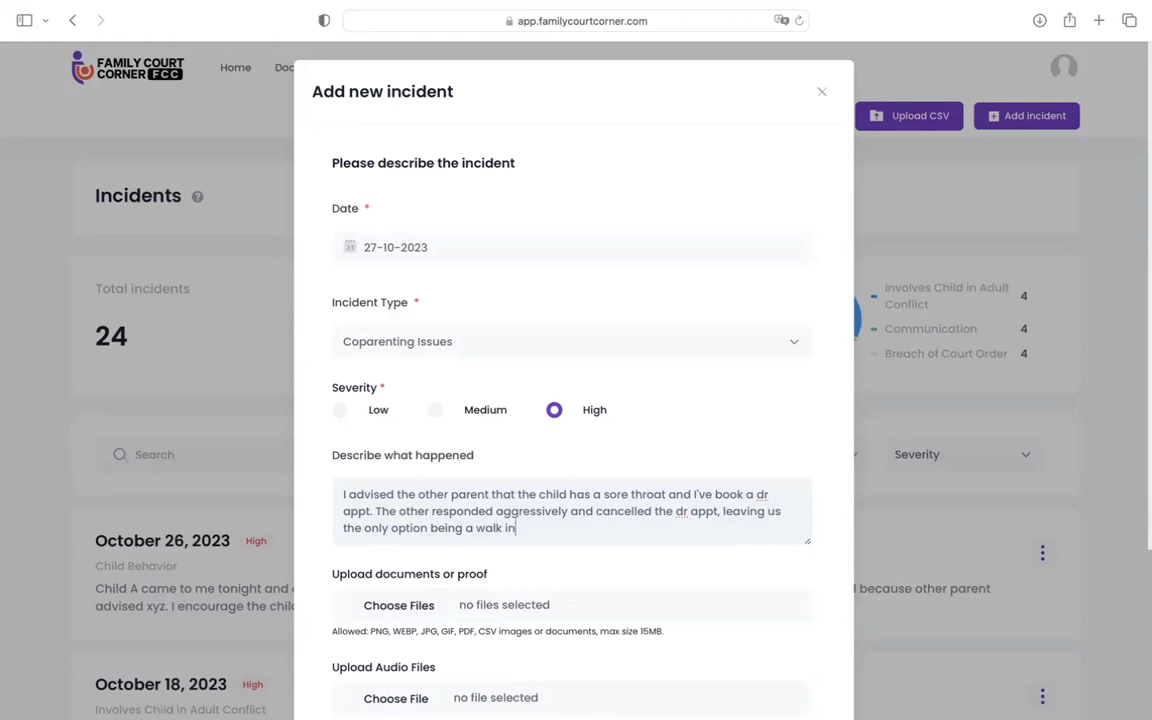 app.familycourtcorner.com
FAMILY COURT
CORNER FCC
Home
Doc
Upload CSV
Add incident
Add new incident
Please describe the incident
Date *
31
27-10-2023
Incident Type *
Coparenting Issues
Severity *
Low
Medium
High
Describe what happened
I advised the other parent that the child has a sore throat and I've book a dr
appt. The other responded aggressively and cancelled the dr appt, leaving us
the only option being a walk in
Upload documents or proof
Choose Files
no files selected
Allowed: PNG, WEBP, JPG, GIF, PDF, CSV images or documents, max size 15MB.
Upload Audio Files
Choose File
no file selected
Incidents ?
Total incidents
24
Involves Child in Adult
Conflict
4
Communication
4
Breach of Court Order
4
Search
Severity
October 26, 2023
High
Child Behavior
Child A came to me tonight and
d because other parent
advised xyz. I encourage the chil
October 18, 2023
High
Involves Child in Adult Conflict